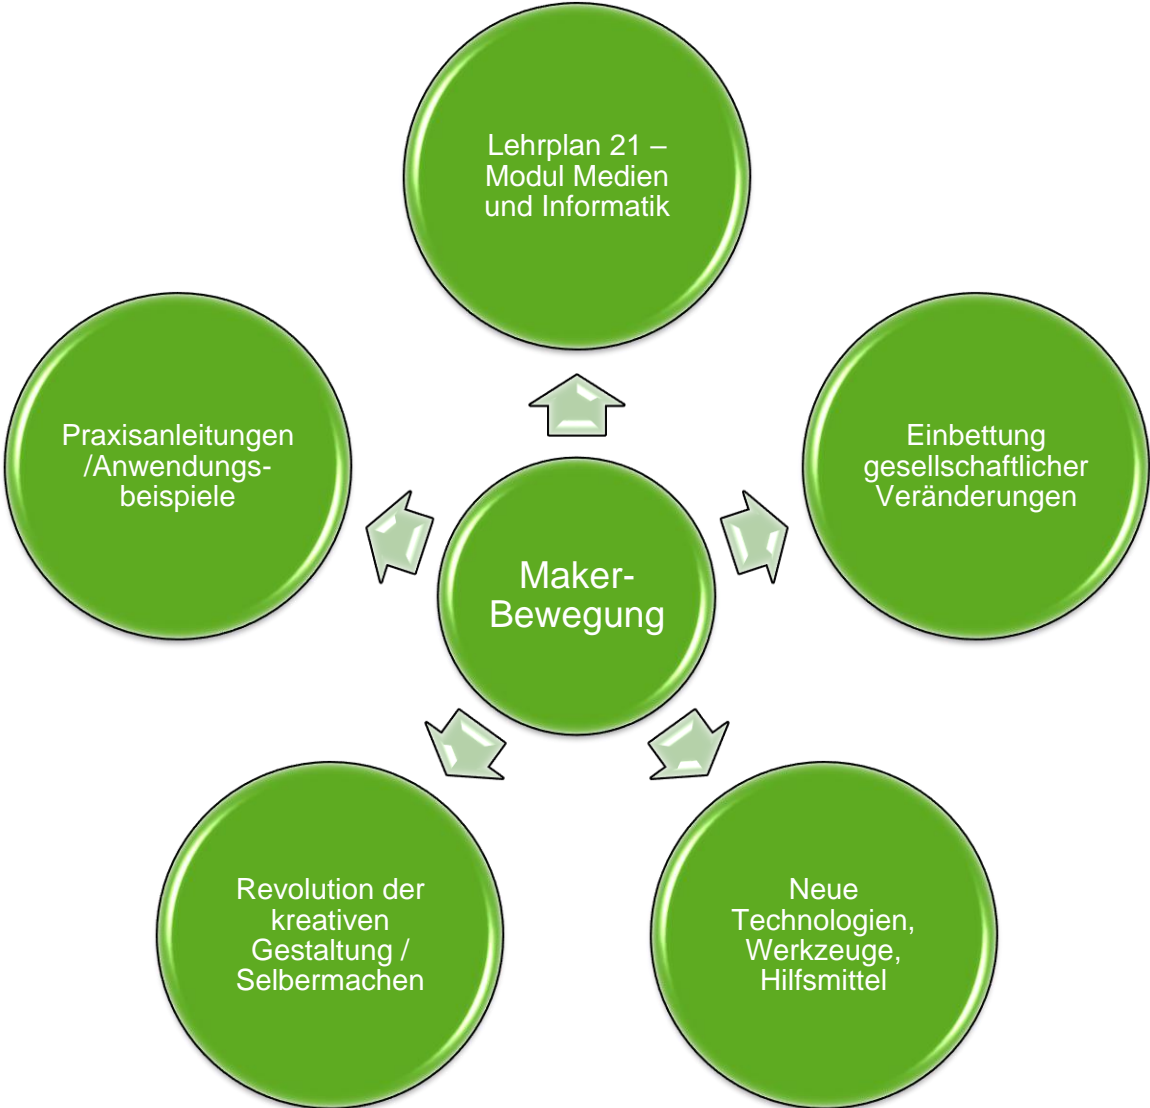 Lehrplan 21 –
Modul Medien
und Informatik
Praxisanleitungen
/Anwendungs-
beispiele
Einbettung
gesellschaftlicher
Veränderungen
Maker-
Bewegung
Revolution der
kreativen
Gestaltung /
Selbermachen
Neue
Technologien,
Werkzeuge,
Hilfsmittel